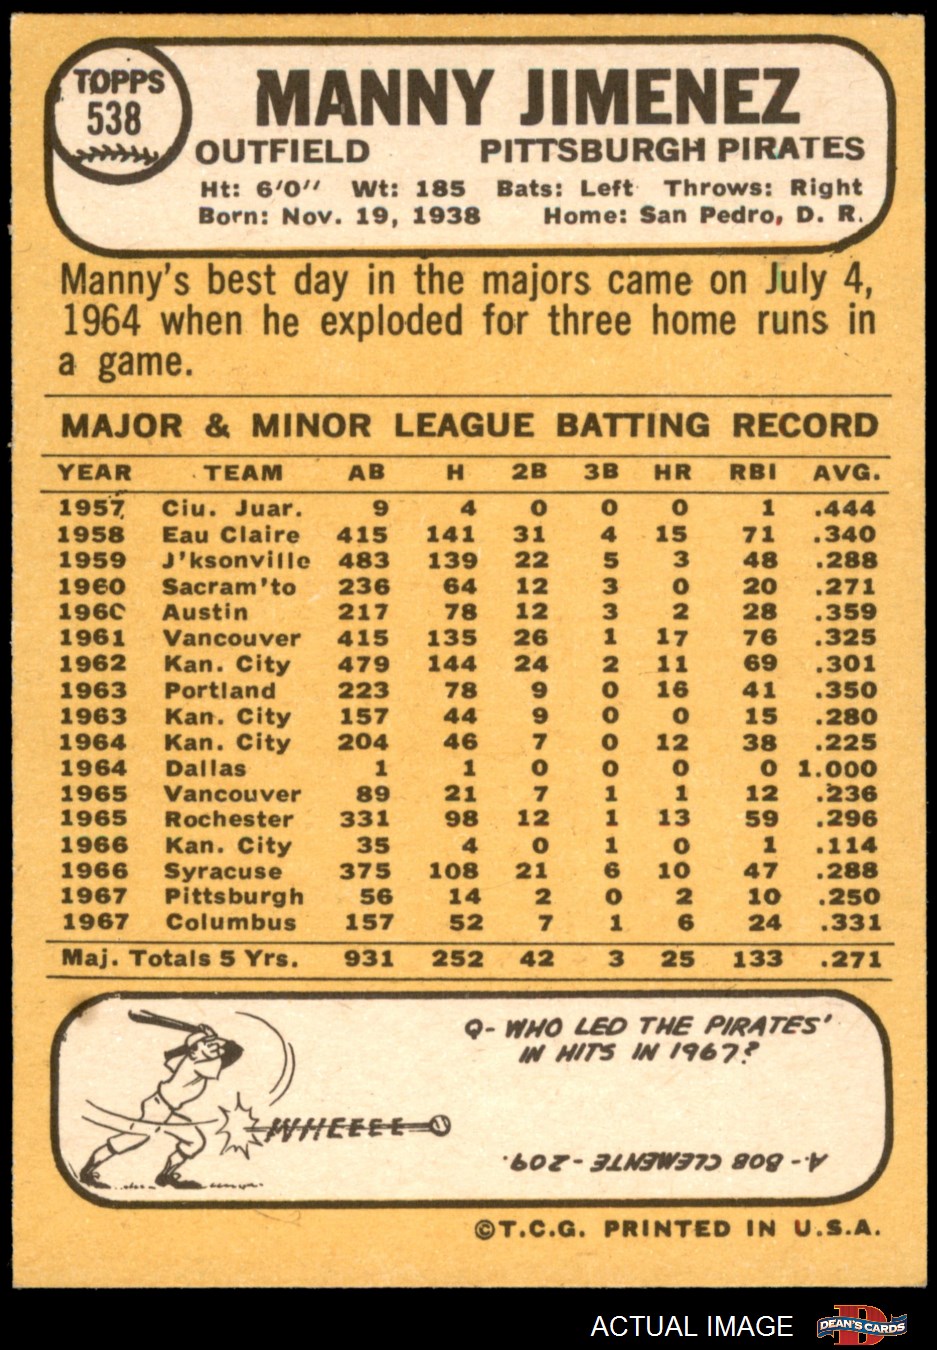 TOPPS
538
MANNY JIMENEZ
OUTFIELD PITTSBURGH PIRATES
Ht: 6'0" Wt: 185 Bats: Left Throws: Right
Born: Nov. 19, 1938 Home: San Pedro, D. R.
Manny's best day in the majors came on July 4,
1964 when he exploded for three home runs in
a game.
MAJOR & MINOR LEAGUE BATTING RECORD
YEAR TEAM AB H 2B 3B HR RBI AVG.
1957 Ciu. Juar. 9 4 0 0 0 1 .444
1958 Eau Claire 415 141 31 4 15 71 .340
1959 J'ksonville 483 139 22 5 3 48 .288
1960 Sacram'to 236 64 12 3 0 20 .271
1960 Austin 217 78 12 3 2 28 .359
1961 Vancouver 415 135 26 1 17 76 .325
1962 Kan. City 479 144 24 2 11 69 .301
1963 Portland 223 78 9 0 16 41 .350
1963 Kan. City 157 44 9 0 0 15 .280
1964 Kan. City 204 46 7 0 12 38 .225
1964 Dallas 1 1 0 0 0 0 1.000
1965 Vancouver 89 21 7 1 1 12 .236
1965 Rochester 331 98 12 1 13 59 .296
1966 Kan. City 35 4 0 1 0 1 .114
1966 Syracuse 375 108 21 6 10 47 .288
1967 Pittsburgh 56 14 2 0 2 10 .250
1967 Columbus 157 52 7 1 6 24 .331
Maj. Totals 5 Yrs. 931 252 42 3 25 133 .271
Q- WHO LED THE PIRATES'
IN HITS IN 1967?
WHEEEE
A- BOB CLEMENTE - 209.
©T.C.G. PRINTED IN U.S.A.
ACTUAL IMAGE
DEAN'S CARDS